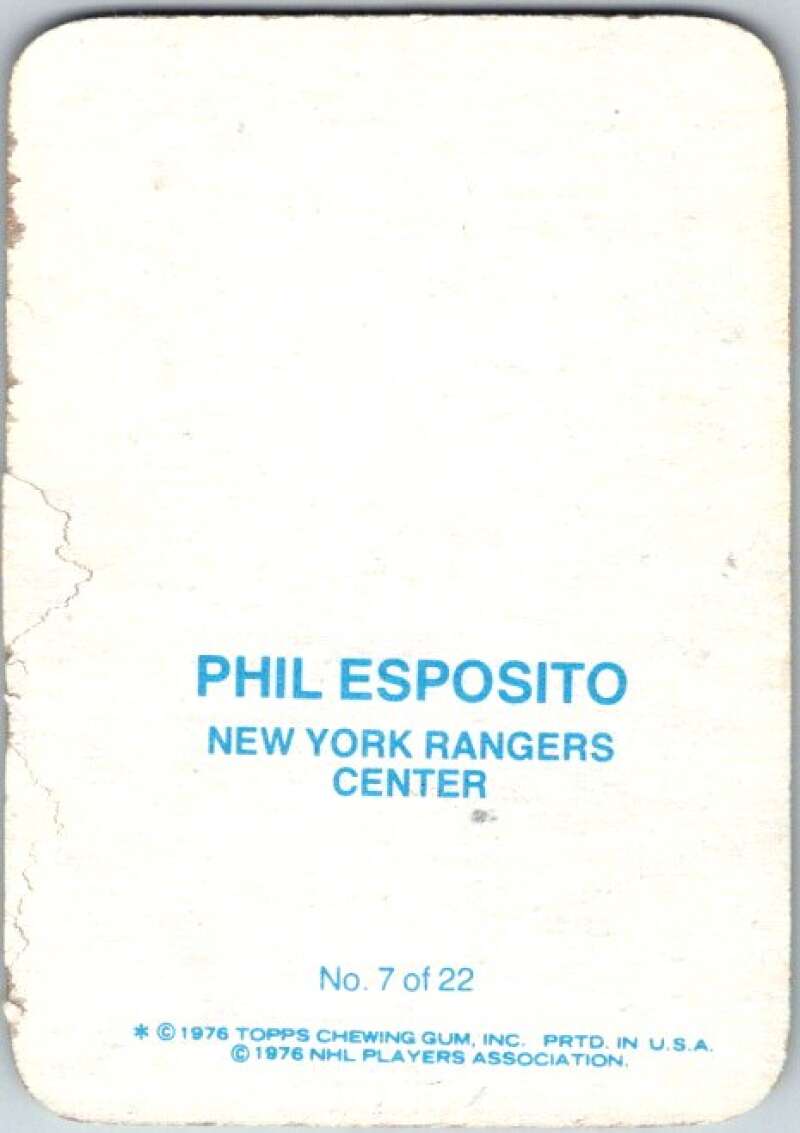 PHIL ESPOSITO
NEW YORK RANGERS
CENTER
No. 7 of 22
* © 1976 TOPPS CHEWING GUM, INC. PRTD. IN U.S.A.
© 1976 NHL PLAYERS ASSOCIATION.